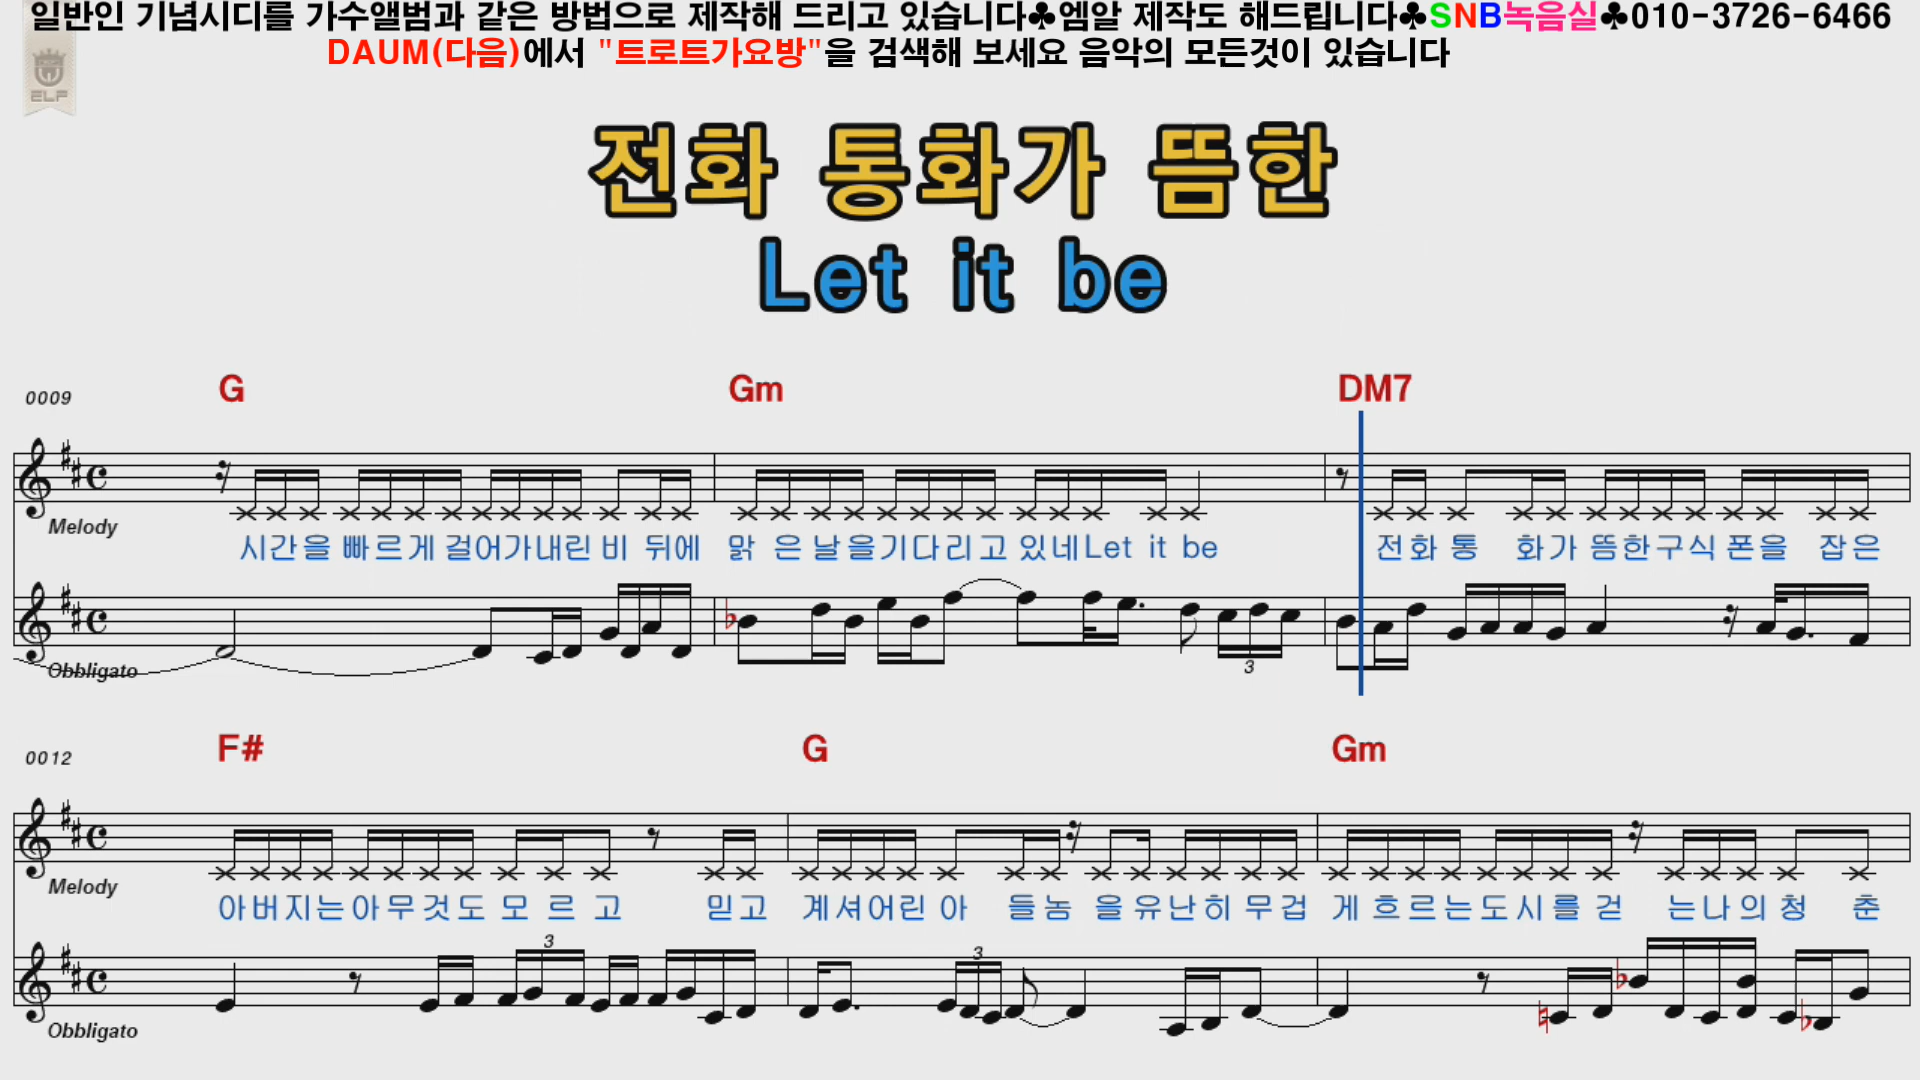 일반인 기념시디를 가수앨범과 같은 방법으로 제작해 드리고 있습니다♣엠알 제작도 해드립니다♣SNB녹음실♣010-3726-6466
DAUM(다음)에서 "트로트가요방"을 검색해 보세요 음악의 모든것이 있습니다
ELF
전화 통화가 뜸한
Let it be
0009 G Gm DM7
Melody
시간을 빠르게 걸어가내린 비 뒤에 맑 은 날 을기다리고 있네Let it be 전화 통 화가 뜸한구식 폰을 잡은
Obbligato
3
0012 F# G Gm
Melody
아버지는아무것도 모 르 고 믿고 계셔어린 아 들놈 을 유난히 무겁 게 흐르는도시를 걷 는나의 청 춘
3 3
Obbligato